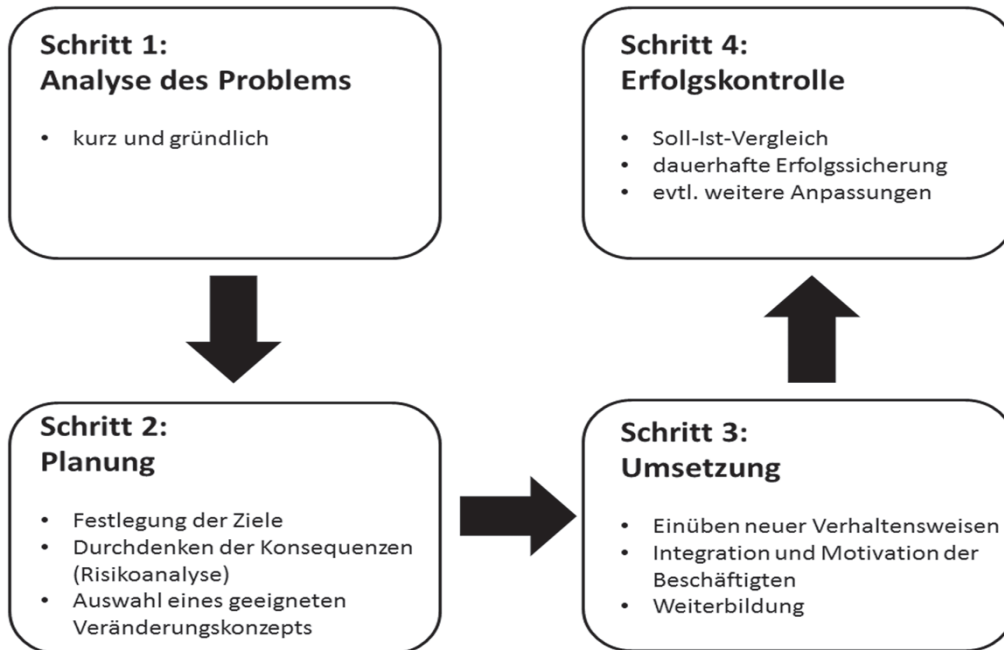 Schritt 1:
Analyse des Problems
• kurz und gründlich
Schritt 2:
Planung
• Festlegung der Ziele
• Durchdenken der Konsequenzen
(Risikoanalyse)
• Auswahl eines geeigneten
Veränderungskonzepts
Schritt 3:
Umsetzung
• Einüben neuer Verhaltensweisen
• Integration und Motivation der
Beschäftigten
• Weiterbildung
Schritt 4:
Erfolgskontrolle
• Soll-Ist-Vergleich
• dauerhafte Erfolgssicherung
• evtl. weitere Anpassungen